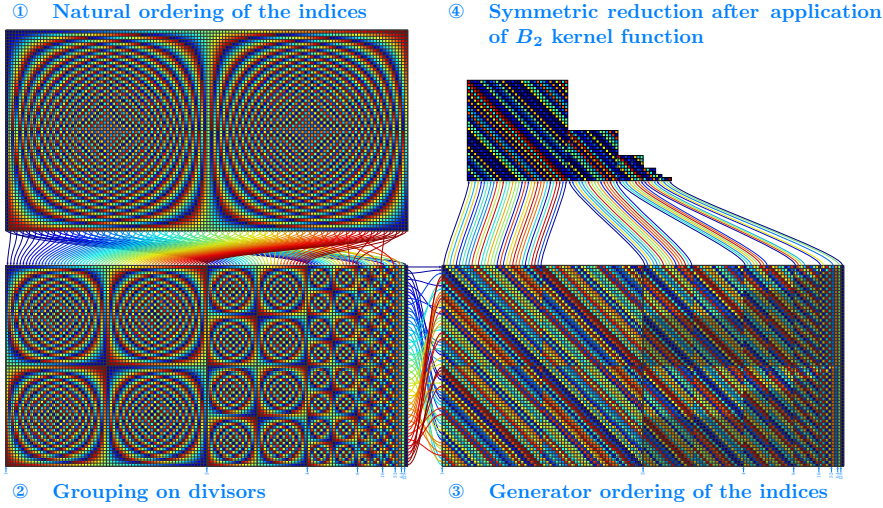 ① Natural ordering of the indices
④ Symmetric reduction after application
of B₂ kernel function
② Grouping on divisors
③ Generator ordering of the indices